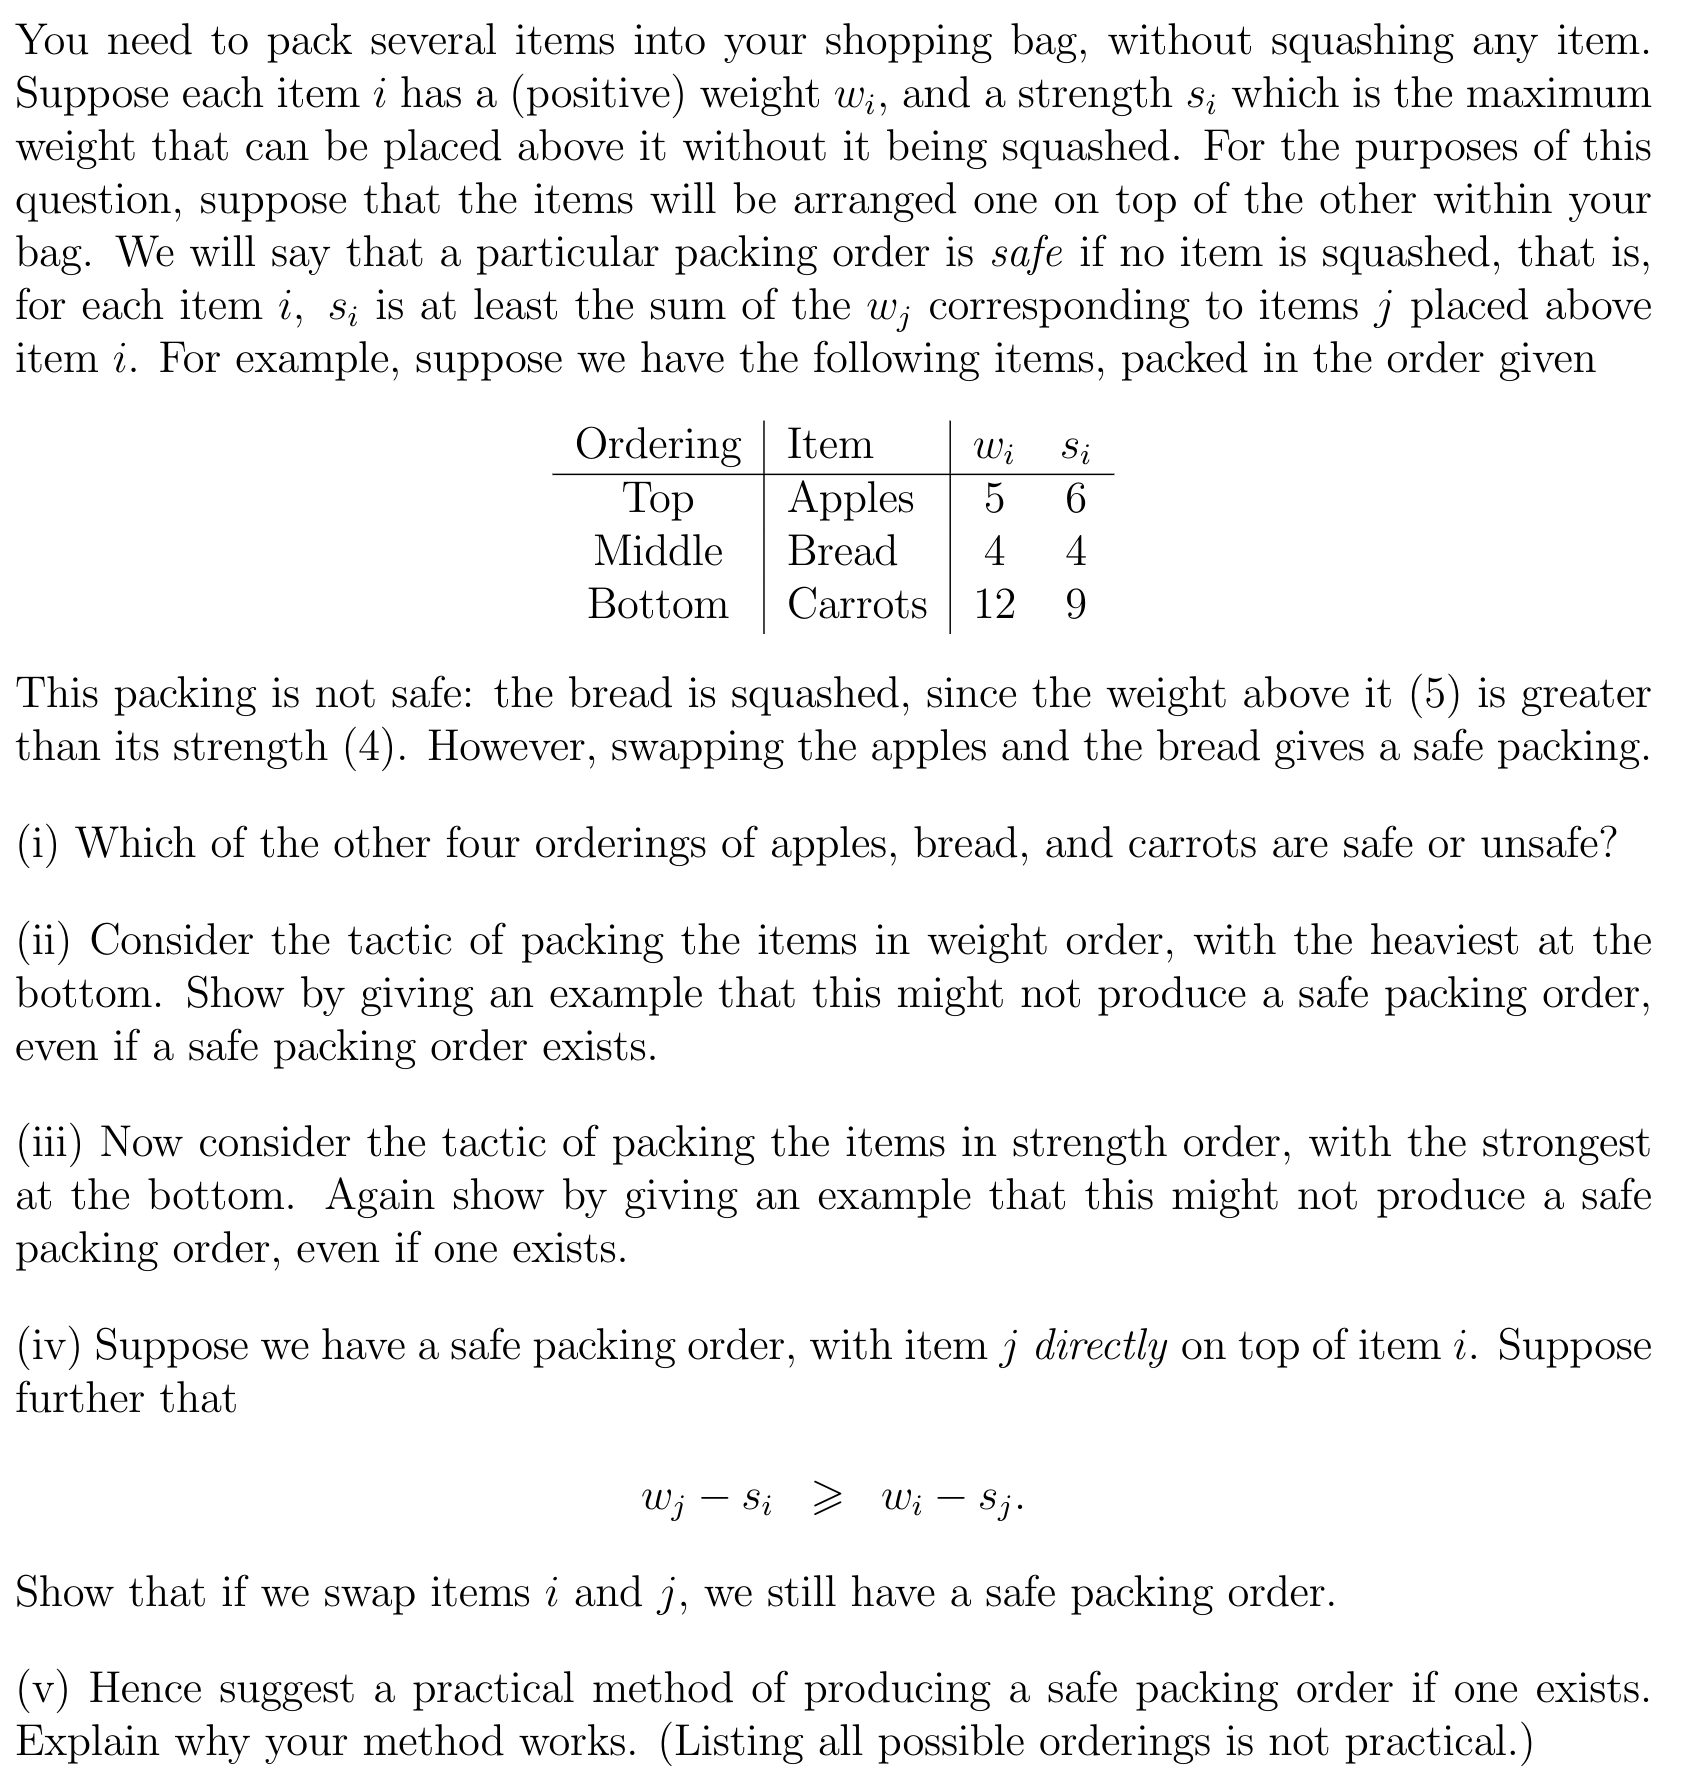 You need to pack several items into your shopping bag, without squashing any item.
Suppose each item i has a (positive) weight wᵢ, and a strength sᵢ which is the maximum
weight that can be placed above it without it being squashed. For the purposes of this
question, suppose that the items will be arranged one on top of the other within your
bag. We will say that a particular packing order is safe if no item is squashed, that is,
for each item i, sᵢ is at least the sum of the wⱼ corresponding to items j placed above
item i. For example, suppose we have the following items, packed in the order given
Ordering Item wᵢ sᵢ
Top Apples 5 6
Middle Bread 4 4
Bottom Carrots 12 9
This packing is not safe: the bread is squashed, since the weight above it (5) is greater
than its strength (4). However, swapping the apples and the bread gives a safe packing.
(i) Which of the other four orderings of apples, bread, and carrots are safe or unsafe?
(ii) Consider the tactic of packing the items in weight order, with the heaviest at the
bottom. Show by giving an example that this might not produce a safe packing order,
even if a safe packing order exists.
(iii) Now consider the tactic of packing the items in strength order, with the strongest
at the bottom. Again show by giving an example that this might not produce a safe
packing order, even if one exists.
(iv) Suppose we have a safe packing order, with item j directly on top of item i. Suppose
further that
wⱼ − sᵢ ⩾ wᵢ − sⱼ.
Show that if we swap items i and j, we still have a safe packing order.
(v) Hence suggest a practical method of producing a safe packing order if one exists.
Explain why your method works. (Listing all possible orderings is not practical.)